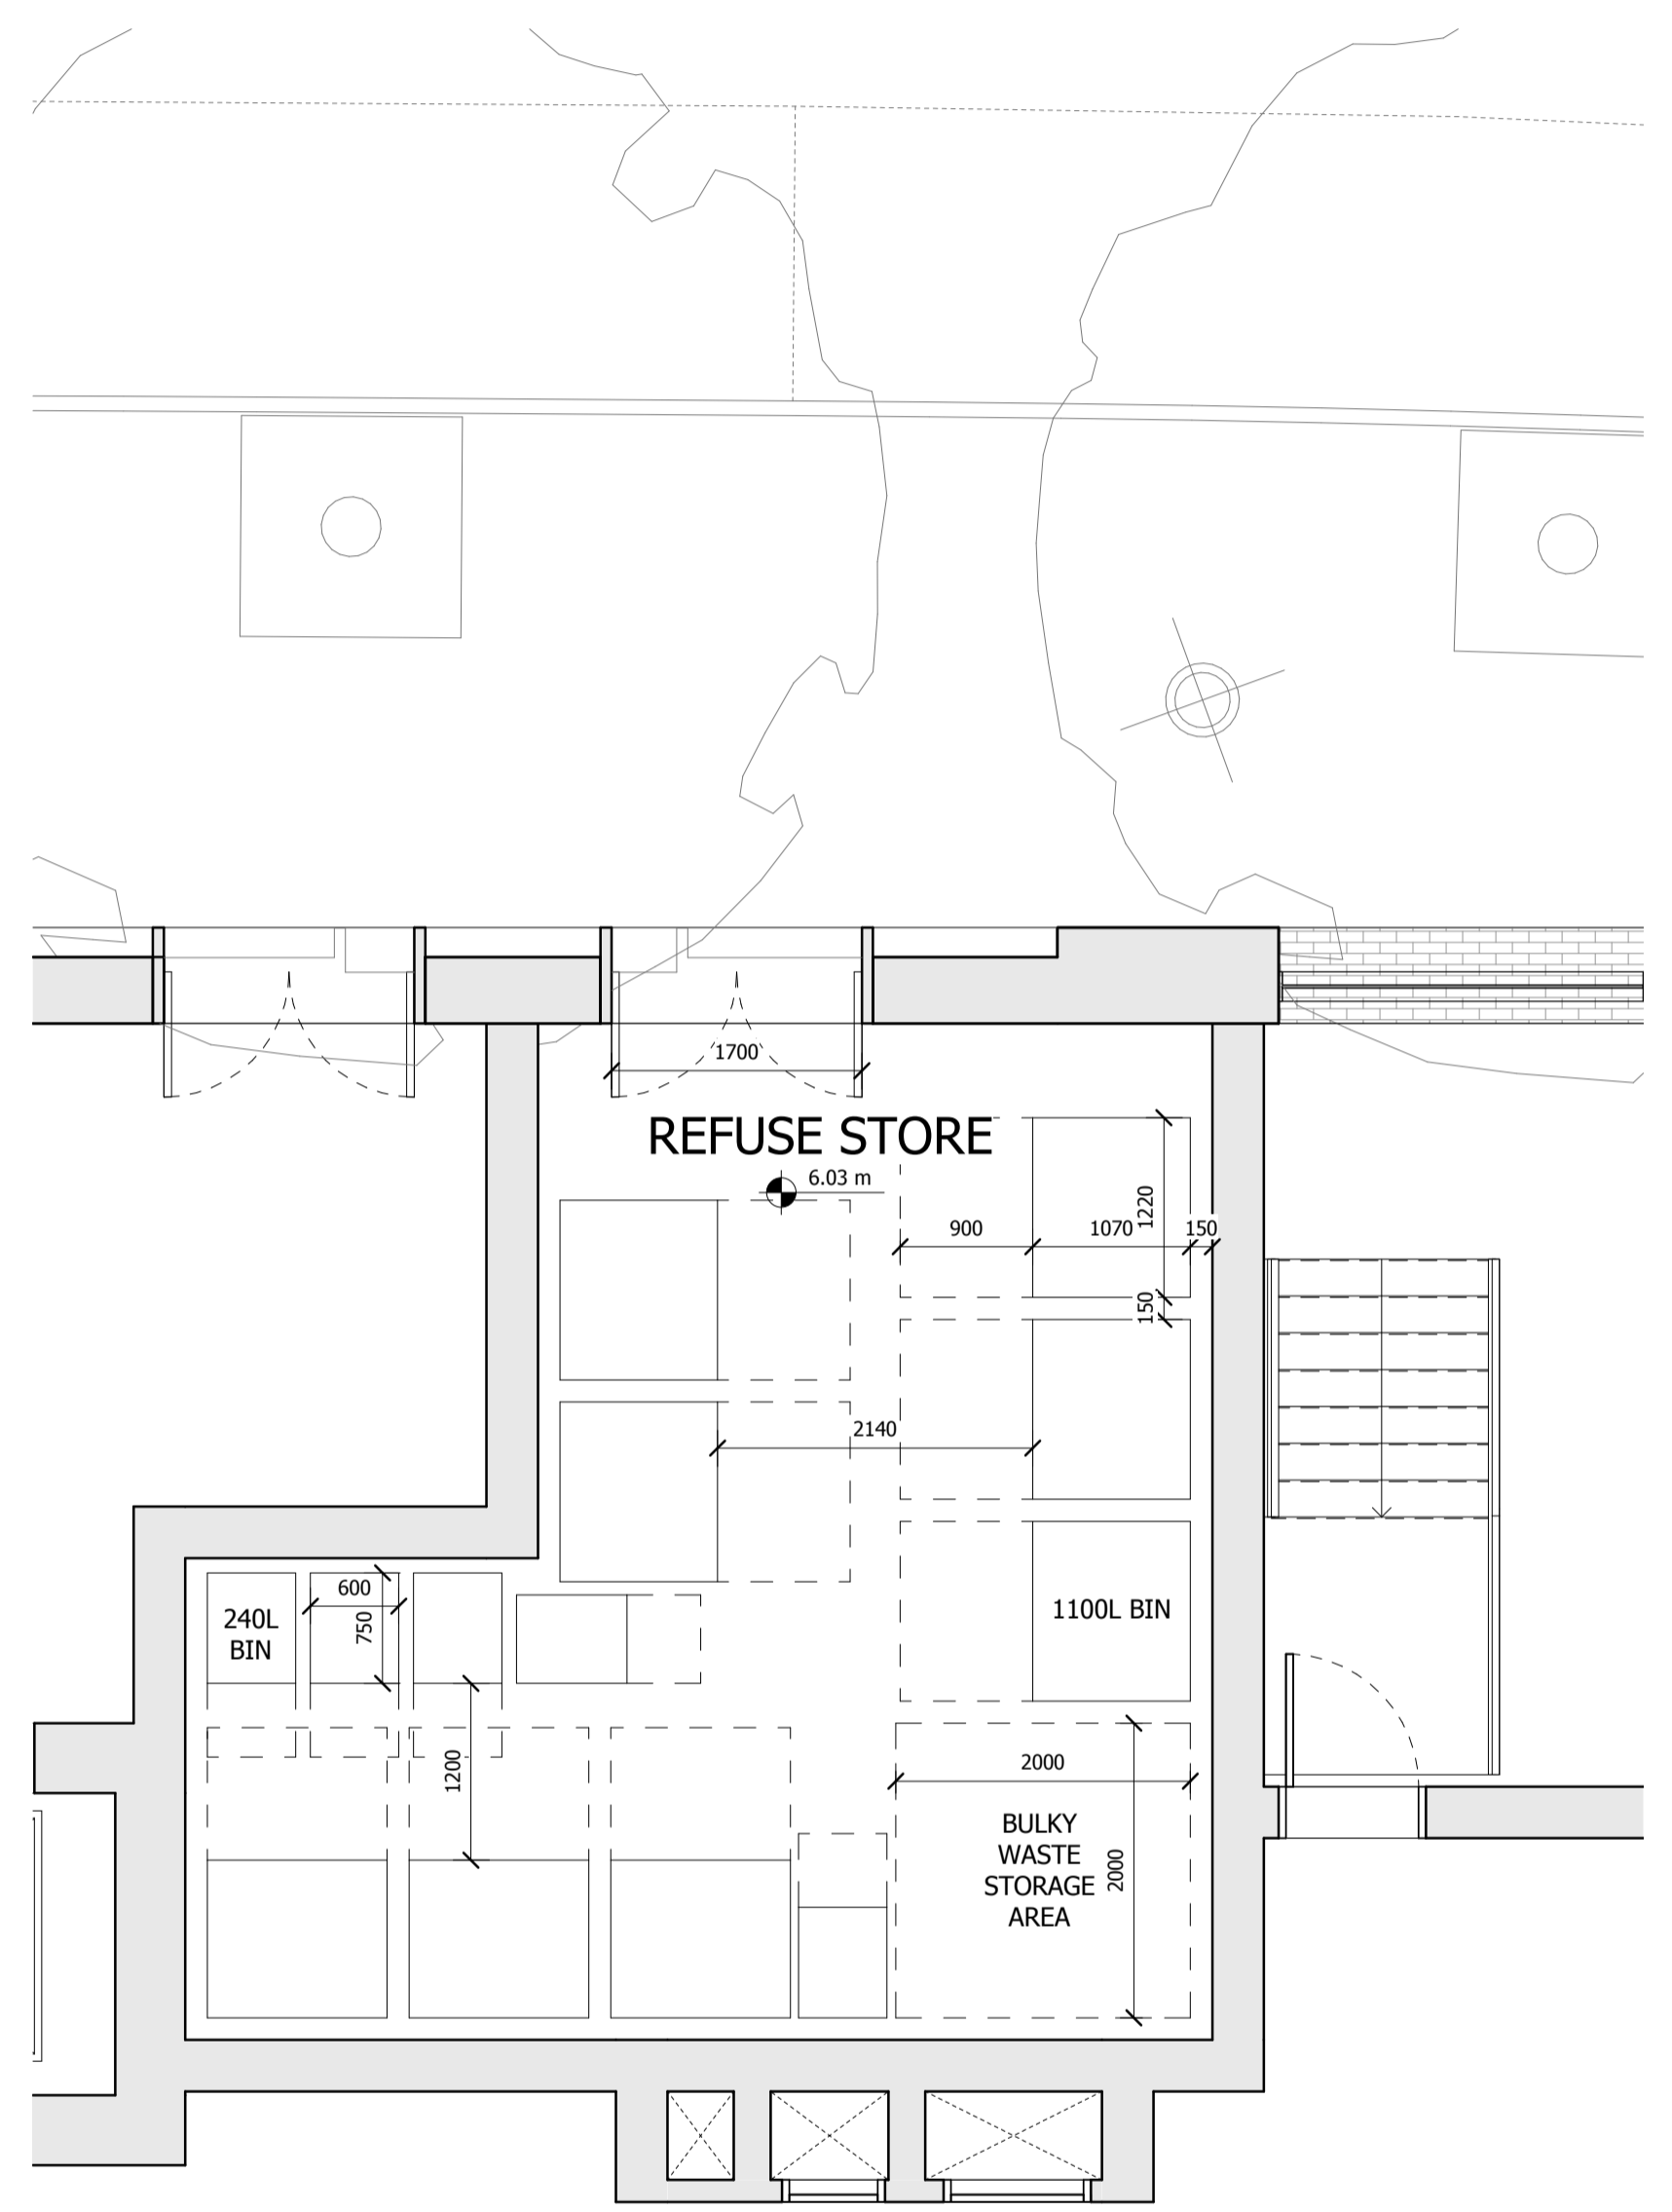 1700
REFUSE STORE
6.03 m
1220
900
1070
150
150
2140
600
240L
BIN
750
1100L BIN
1200
2000
BULKY
WASTE
STORAGE
AREA
2000